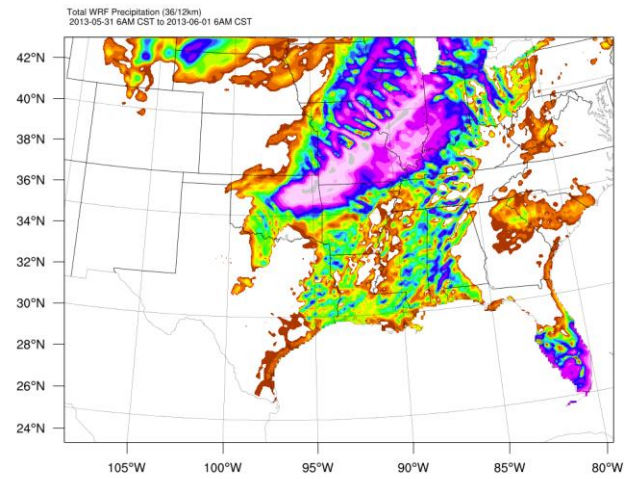 Total WRF Precipitation (36/12km)
2013-05-31 6AM CST to 2013-06-01 6AM CST
42°N
40°N
38°N
36°N
34°N
32°N
30°N
28°N
26°N
24°N
105°W 100°W 95°W 90°W 85°W 80°W